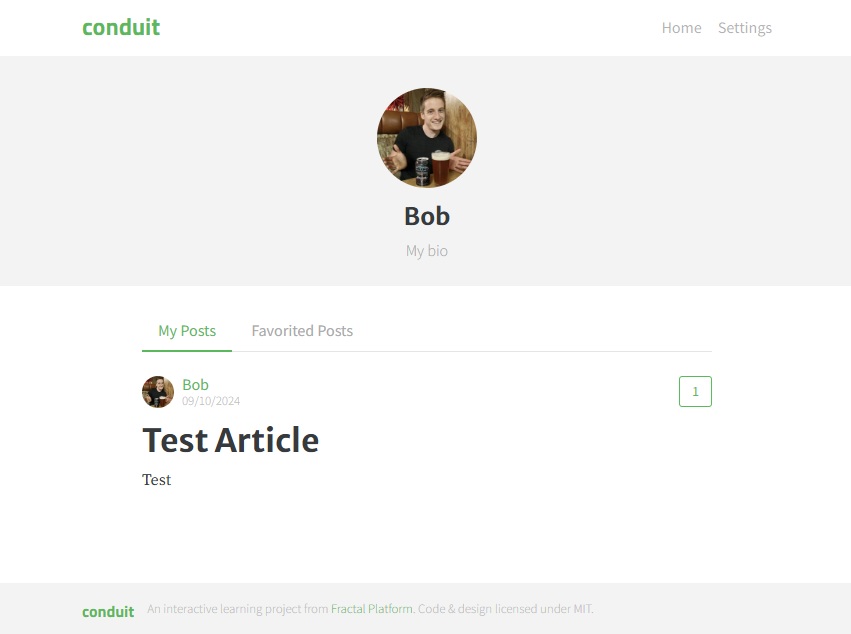 conduit
Home Settings
Bob
My bio
My Posts Favorited Posts
Bob
09/10/2024
1
Test Article
Test
conduit An interactive learning project from Fractal Platform. Code & design licensed under MIT.